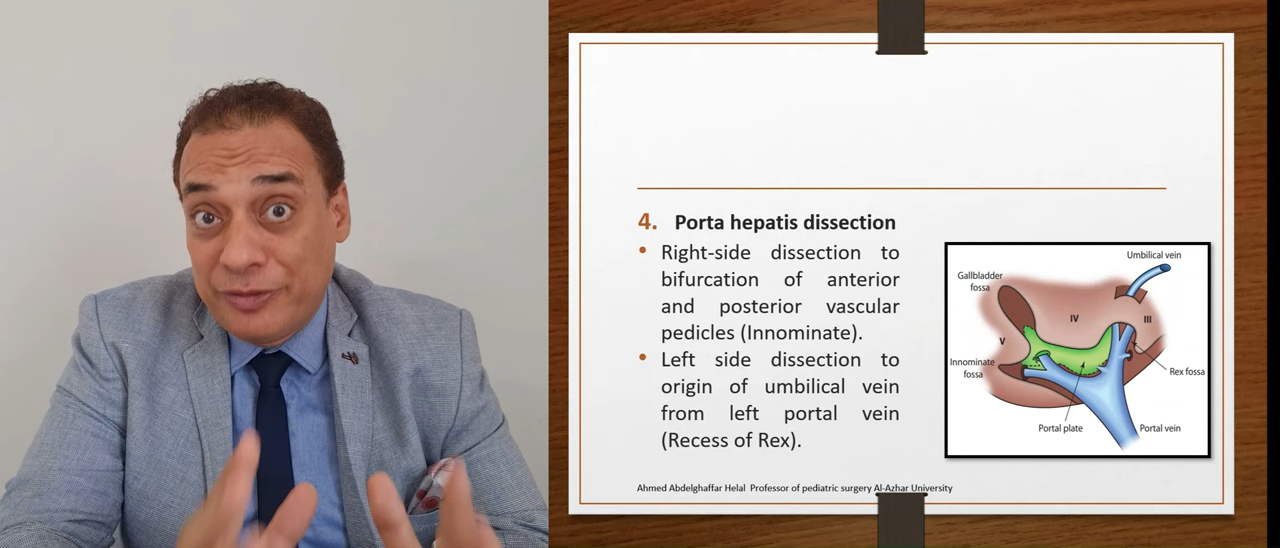 4. Porta hepatis dissection
• Right-side dissection to
bifurcation of anterior
and posterior vascular
pedicles (Innominate).
• Left side dissection to
origin of umbilical vein
from left portal vein
(Recess of Rex).
Umbilical vein
Gallbladder
fossa
IV
III
V
Innominate
fossa
Rex fossa
Portal plate
Portal vein
Ahmed Abdelghaffar Helal Professor of pediatric surgery Al-Azhar University